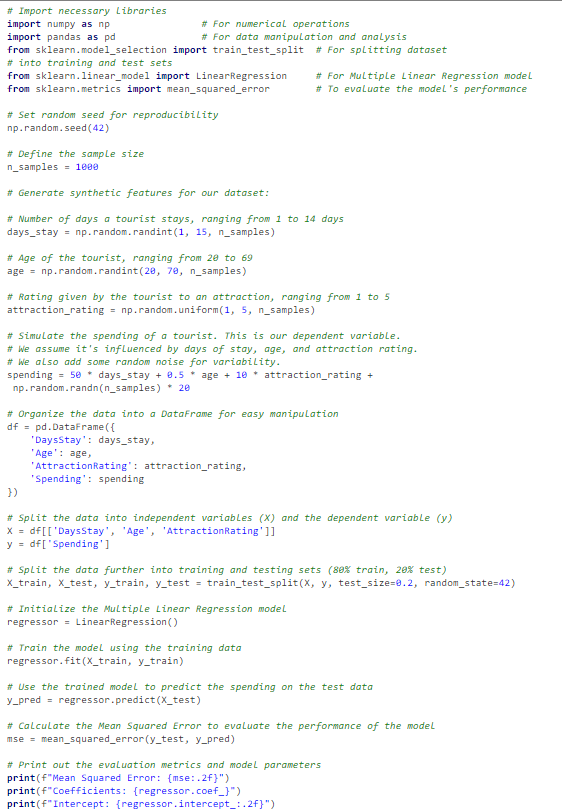 # Import necessary libraries
import numpy as np # For numerical operations
import pandas as pd # For data manipulation and analysis
from sklearn.model_selection import train_test_split # For splitting dataset
# into training and test sets
from sklearn.linear_model import LinearRegression # For Multiple Linear Regression model
from sklearn.metrics import mean_squared_error # To evaluate the model's performance

# Set random seed for reproducibility
np.random.seed(42)

# Define the sample size
n_samples = 1000

# Generate synthetic features for our dataset:

# Number of days a tourist stays, ranging from 1 to 14 days
days_stay = np.random.randint(1, 15, n_samples)

# Age of the tourist, ranging from 20 to 69
age = np.random.randint(20, 70, n_samples)

# Rating given by the tourist to an attraction, ranging from 1 to 5
attraction_rating = np.random.uniform(1, 5, n_samples)

# Simulate the spending of a tourist. This is our dependent variable.
# We assume it's influenced by days of stay, age, and attraction rating.
# We also add some random noise for variability.
spending = 50 * days_stay + 0.5 * age + 10 * attraction_rating +
 np.random.randn(n_samples) * 20

# Organize the data into a DataFrame for easy manipulation
df = pd.DataFrame({
    'DaysStay': days_stay,
    'Age': age,
    'AttractionRating': attraction_rating,
    'Spending': spending
})

# Split the data into independent variables (X) and the dependent variable (y)
X = df[['DaysStay', 'Age', 'AttractionRating']]
y = df['Spending']

# Split the data further into training and testing sets (80% train, 20% test)
X_train, X_test, y_train, y_test = train_test_split(X, y, test_size=0.2, random_state=42)

# Initialize the Multiple Linear Regression model
regressor = LinearRegression()

# Train the model using the training data
regressor.fit(X_train, y_train)

# Use the trained model to predict the spending on the test data
y_pred = regressor.predict(X_test)

# Calculate the Mean Squared Error to evaluate the performance of the model
mse = mean_squared_error(y_test, y_pred)

# Print out the evaluation metrics and model parameters
print(f"Mean Squared Error: {mse:.2f}")
print(f"Coefficients: {regressor.coef_}")
print(f"Intercept: {regressor.intercept_:.2f}")